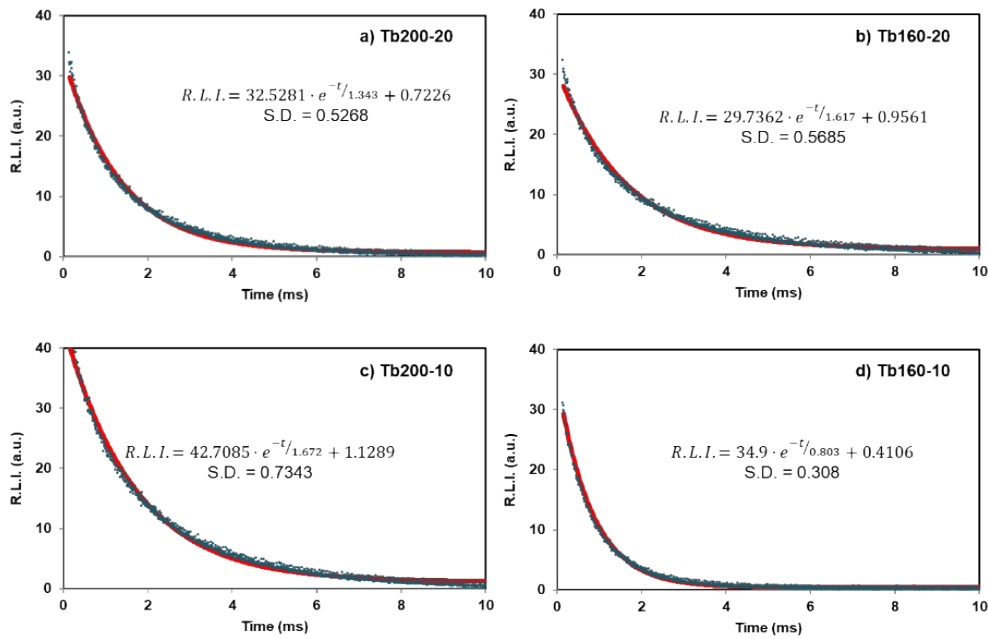 40
30
20
10
0
R.L.I. (a.u.)
a) Tb200-20
R.L.I. = 32.5281 · e^{−t/1.343} + 0.7226
S.D. = 0.5268
0 2 4 6 8 10
Time (ms)
40
30
20
10
0
R.L.I. (a.u.)
b) Tb160-20
R.L.I. = 29.7362 · e^{−t/1.617} + 0.9561
S.D. = 0.5685
0 2 4 6 8 10
Time (ms)
40
30
20
10
0
R.L.I. (a.u.)
c) Tb200-10
R.L.I. = 42.7085 · e^{−t/1.672} + 1.1289
S.D. = 0.7343
0 2 4 6 8 10
Time (ms)
40
30
20
10
0
R.L.I. (a.u.)
d) Tb160-10
R.L.I. = 34.9 · e^{−t/0.803} + 0.4106
S.D. = 0.308
0 2 4 6 8 10
Time (ms)